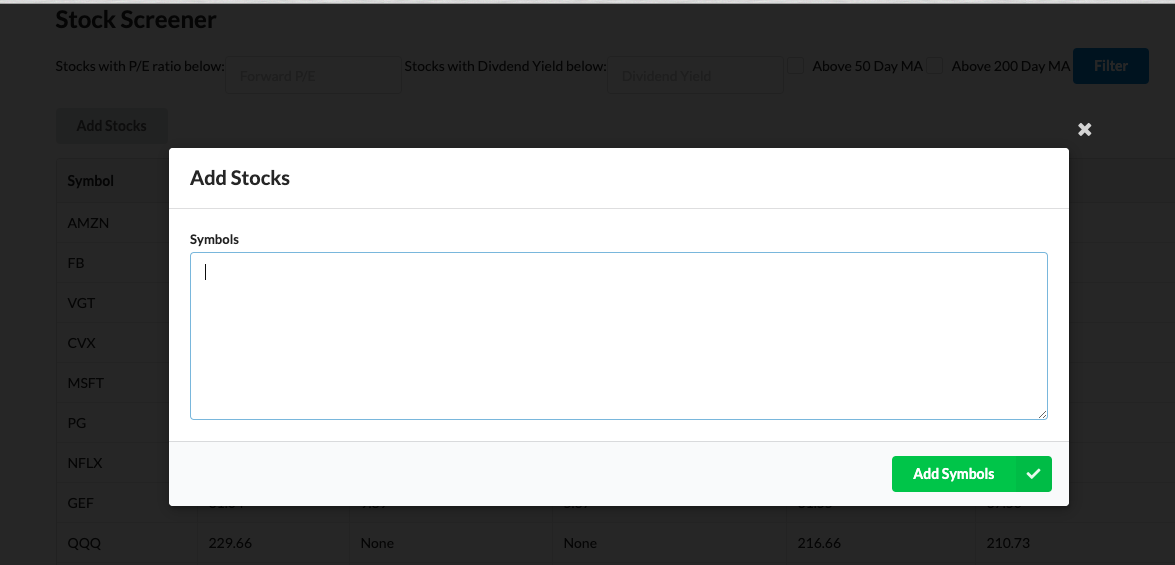 Stock Screener
Stocks with P/E ratio below: Forward P/E Stocks with Divdend Yield below: Dividend Yield Above 50 Day MA Above 200 Day MA Filter
Add Stocks
Add Stocks
Symbol
Symbols
AMZN
FB
VGT
CVX
MSFT
PG
NFLX
Add Symbols
GEF
QQQ 229.66 None None 216.66 210.73